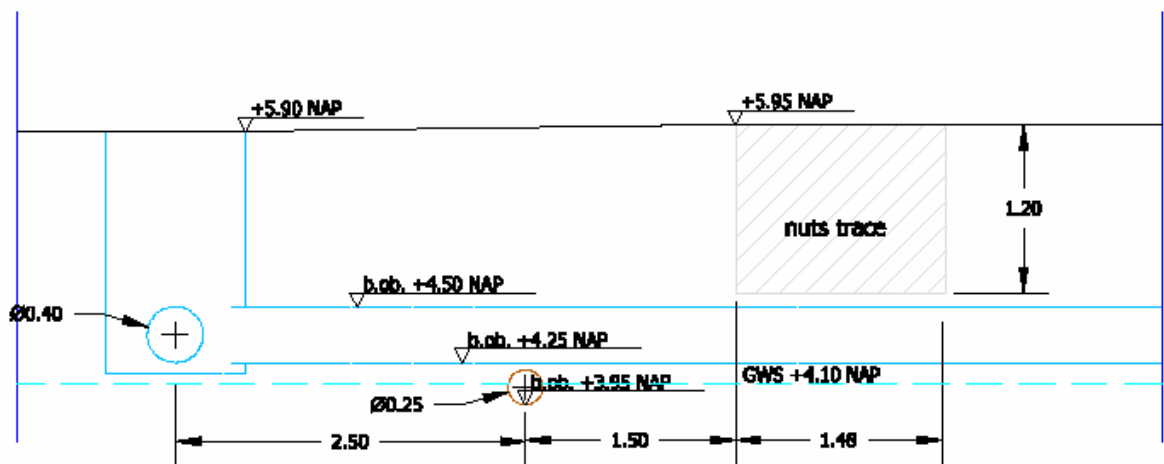 +5.90 NAP
+5.95 NAP
1.20
nuts trace
b.ob. +4.50 NAP
Ø0.40
b.ob. +4.25 NAP
b.ob. +3.95 NAP
GWS +4.10 NAP
Ø0.25
2.50
1.50
1.48